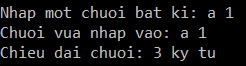 Nhap mot chuoi bat ki: a 1
Chuoi vua nhap vao: a 1
Chieu dai chuoi: 3 ky tu